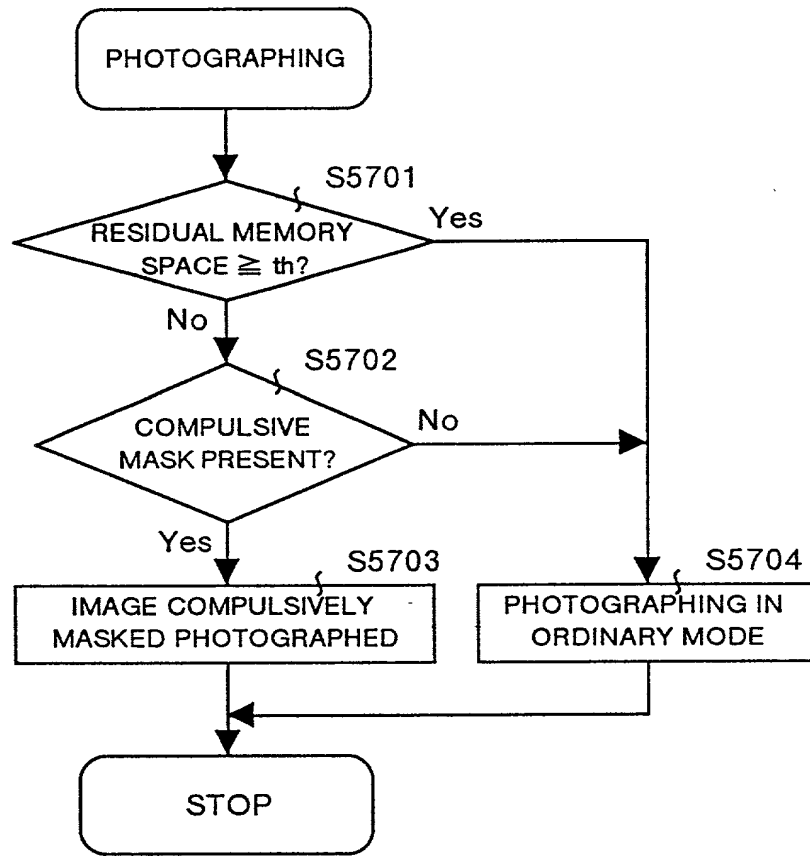 PHOTOGRAPHING
S5701
RESIDUAL MEMORY
SPACE ≧ th?
Yes
No
S5702
COMPULSIVE
MASK PRESENT?
No
Yes
S5703
IMAGE COMPULSIVELY
MASKED PHOTOGRAPHED
S5704
PHOTOGRAPHING IN
ORDINARY MODE
STOP